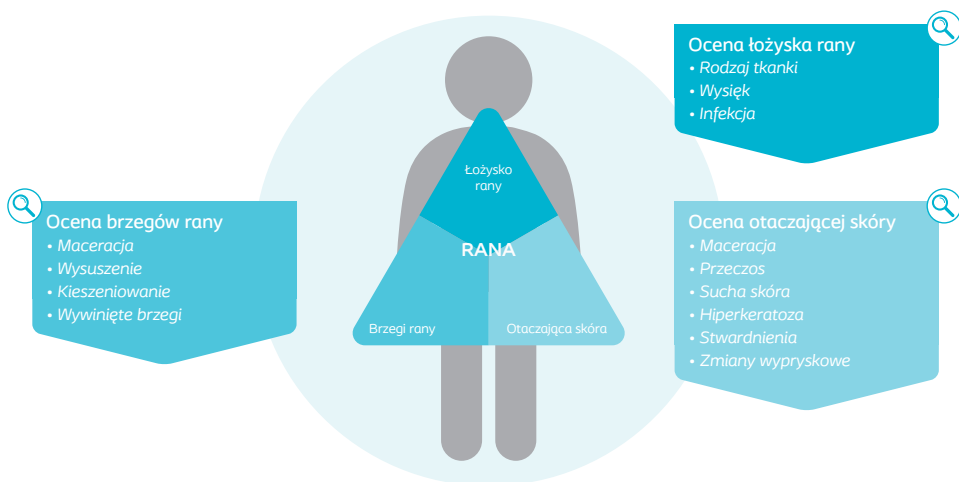 Ocena łożyska rany
• Rodzaj tkanki
• Wysięk
• Infekcja
Łożysko
rany
RANA
Brzegi rany
Otaczająca skóra
Ocena brzegów rany
• Maceracja
• Wysuszenie
• Kieszeniowanie
• Wywinięte brzegi
Ocena otaczającej skóry
• Maceracja
• Przeczos
• Sucha skóra
• Hiperkeratoza
• Stwardnienia
• Zmiany wypryskowe